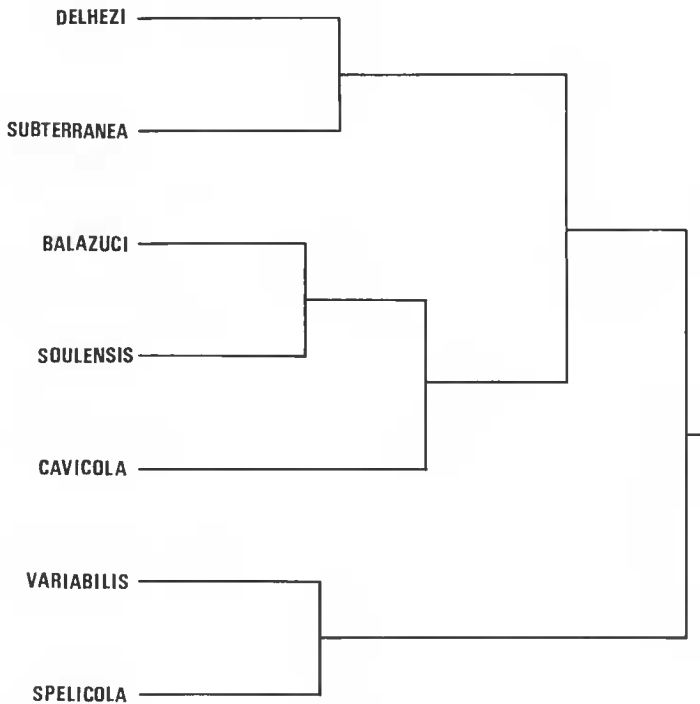 DELHEZI
SUBTERRANEA
BALAZUCI
SOULENSIS
CAVICOLA
VARIABILIS
SPELICOLA